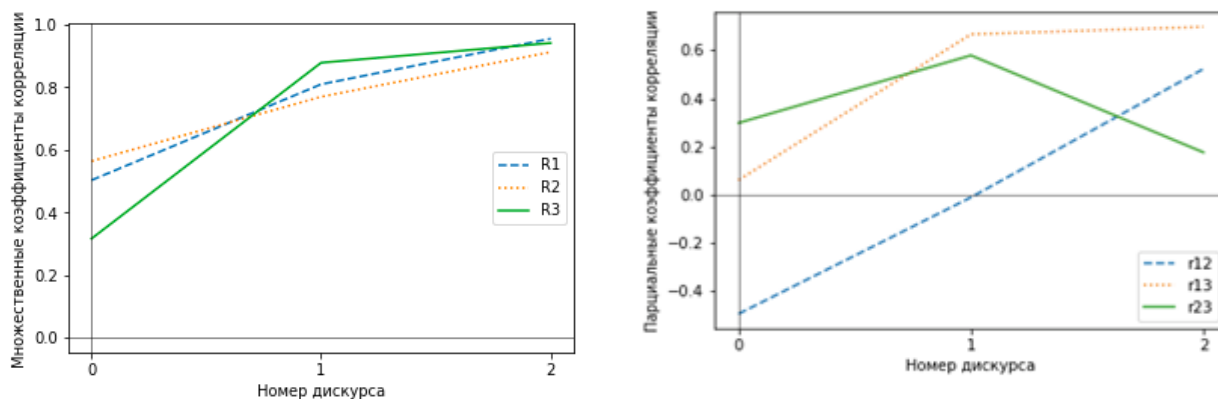 Множественные коэффициенты корреляции
1.0
0.8
0.6
0.4
0.2
0.0
R1
R2
R3
0
1
2
Номер дискурса
Парциальные коэффициенты корреляции
0.6
0.4
0.2
0.0
−0.2
−0.4
r12
r13
r23
0
1
2
Номер дискурса